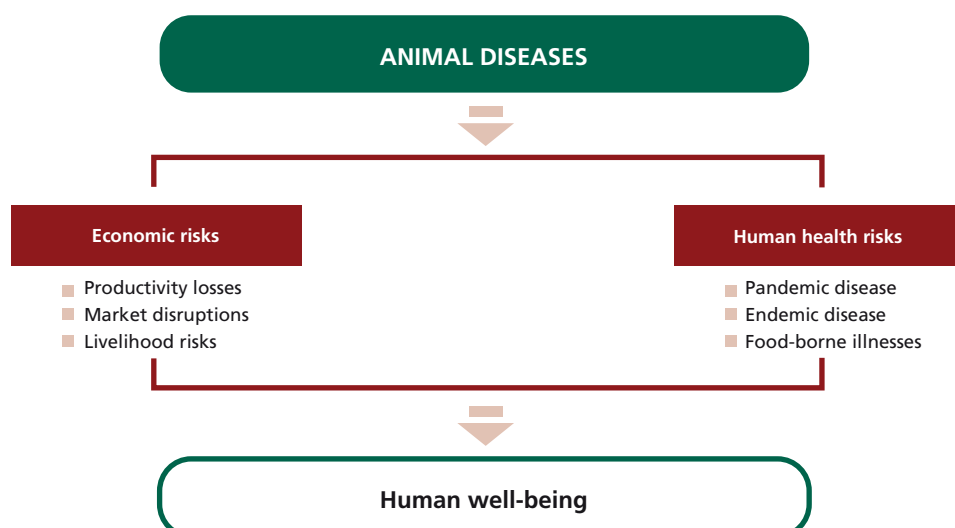 ANIMAL DISEASES
Economic risks
Productivity losses
Market disruptions
Livelihood risks
Human health risks
Pandemic disease
Endemic disease
Food-borne illnesses
Human well-being